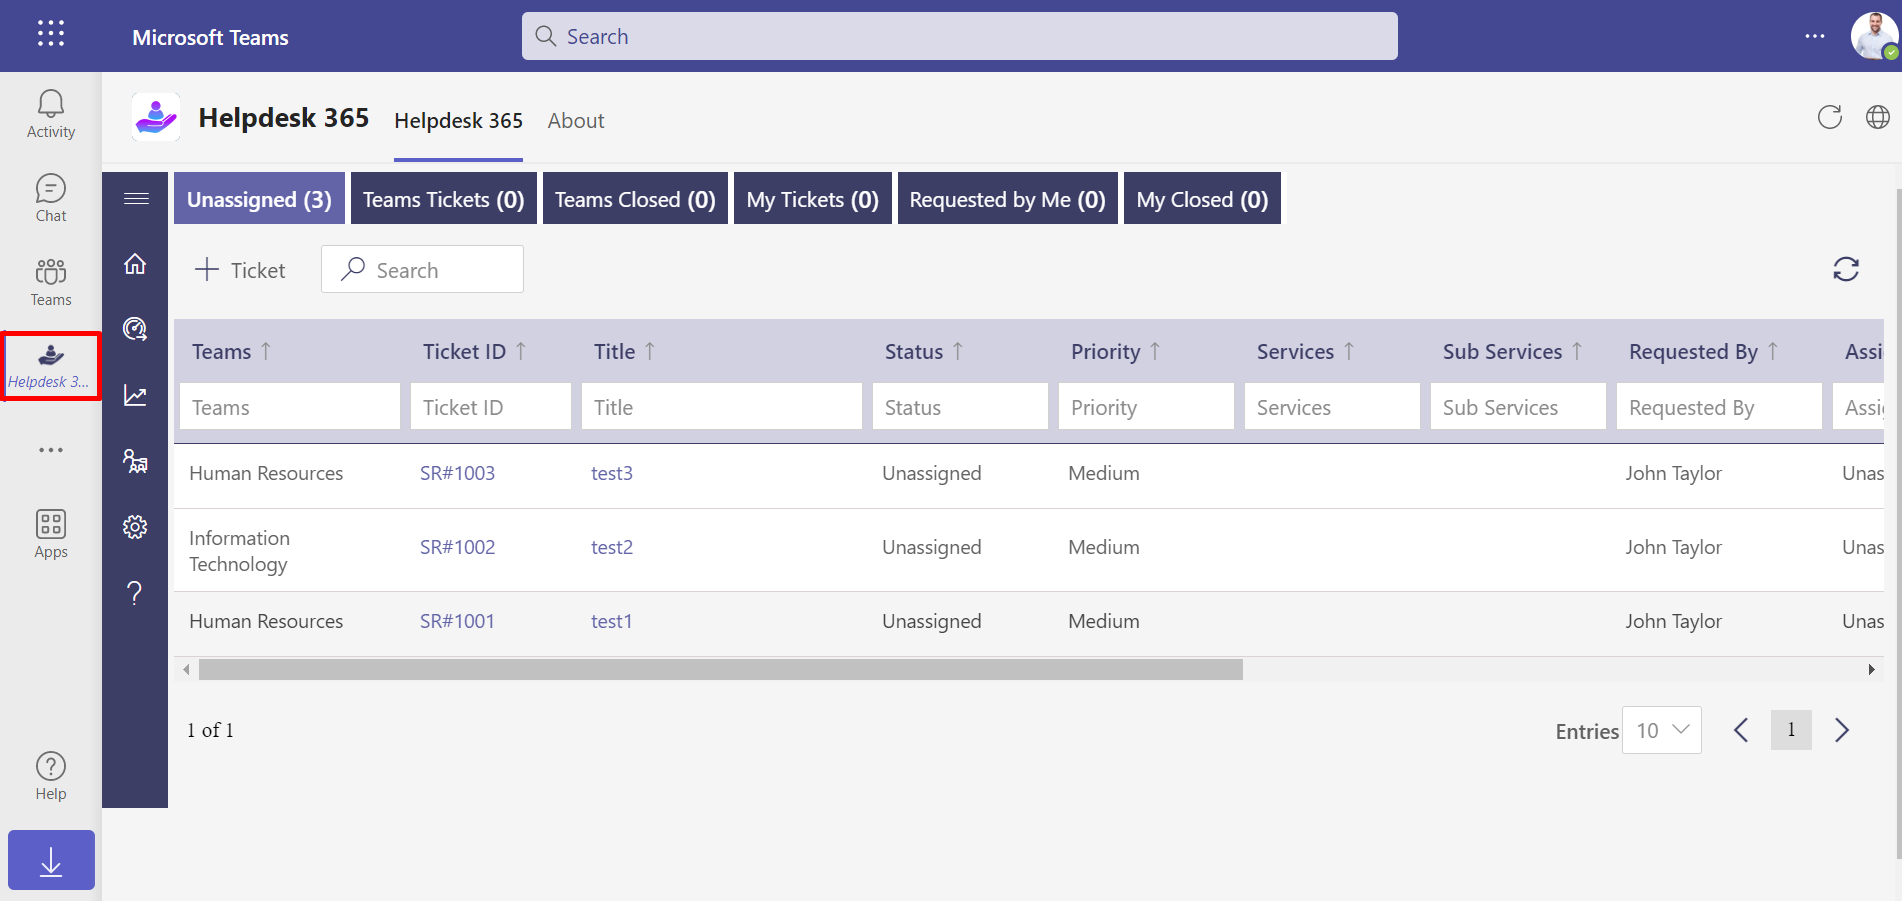 Microsoft Teams
Search
Activity
Chat
Teams
Helpdesk 3...
Apps
Help
Helpdesk 365
Helpdesk 365
About
Unassigned (3)
Teams Tickets (0)
Teams Closed (0)
My Tickets (0)
Requested by Me (0)
My Closed (0)
Ticket
Search
Teams ↑ Ticket ID ↑ Title ↑ Status ↑ Priority ↑ Services ↑ Sub Services ↑ Requested By ↑ Assi
Teams Ticket ID Title Status Priority Services Sub Services Requested By Assi
Human Resources SR#1003 test3 Unassigned Medium John Taylor Unas
Information
Technology
SR#1002 test2 Unassigned Medium John Taylor Unas
Human Resources SR#1001 test1 Unassigned Medium John Taylor Unas
1 of 1
Entries 10
1